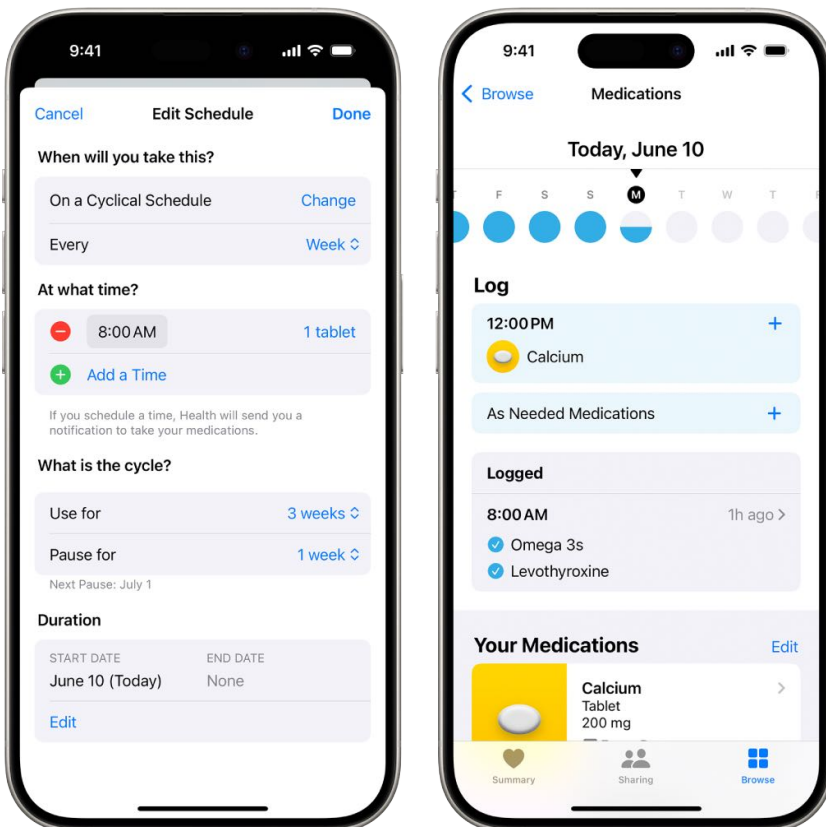 9:41
Cancel
Edit Schedule
Done
When will you take this?
On a Cyclical Schedule
Change
Every
Week
At what time?
8:00 AM
1 tablet
Add a Time
If you schedule a time, Health will send you a
notification to take your medications.
What is the cycle?
Use for
3 weeks
Pause for
1 week
Next Pause: July 1
Duration
START DATE
END DATE
June 10 (Today)
None
Edit
9:41
Browse
Medications
Today, June 10
F S S M T W T
Log
12:00 PM
Calcium
As Needed Medications
Logged
8:00 AM
1h ago
Omega 3s
Levothyroxine
Your Medications
Edit
Calcium
Tablet
200 mg
Summary
Sharing
Browse